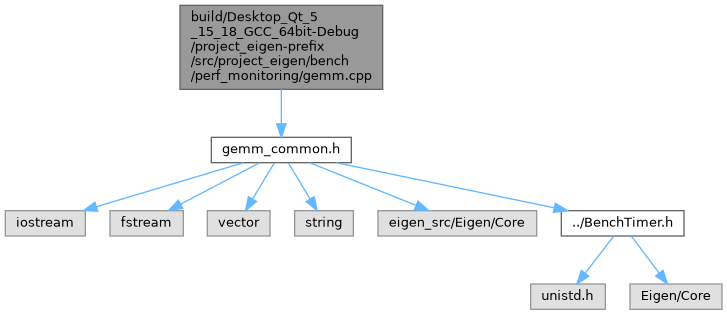 build/Desktop_Qt_5
_15_18_GCC_64bit-Debug
/project_eigen-prefix
/src/project_eigen/bench
/perf_monitoring/gemm.cpp
gemm_common.h
iostream
fstream
vector
string
eigen_src/Eigen/Core
../BenchTimer.h
unistd.h
Eigen/Core